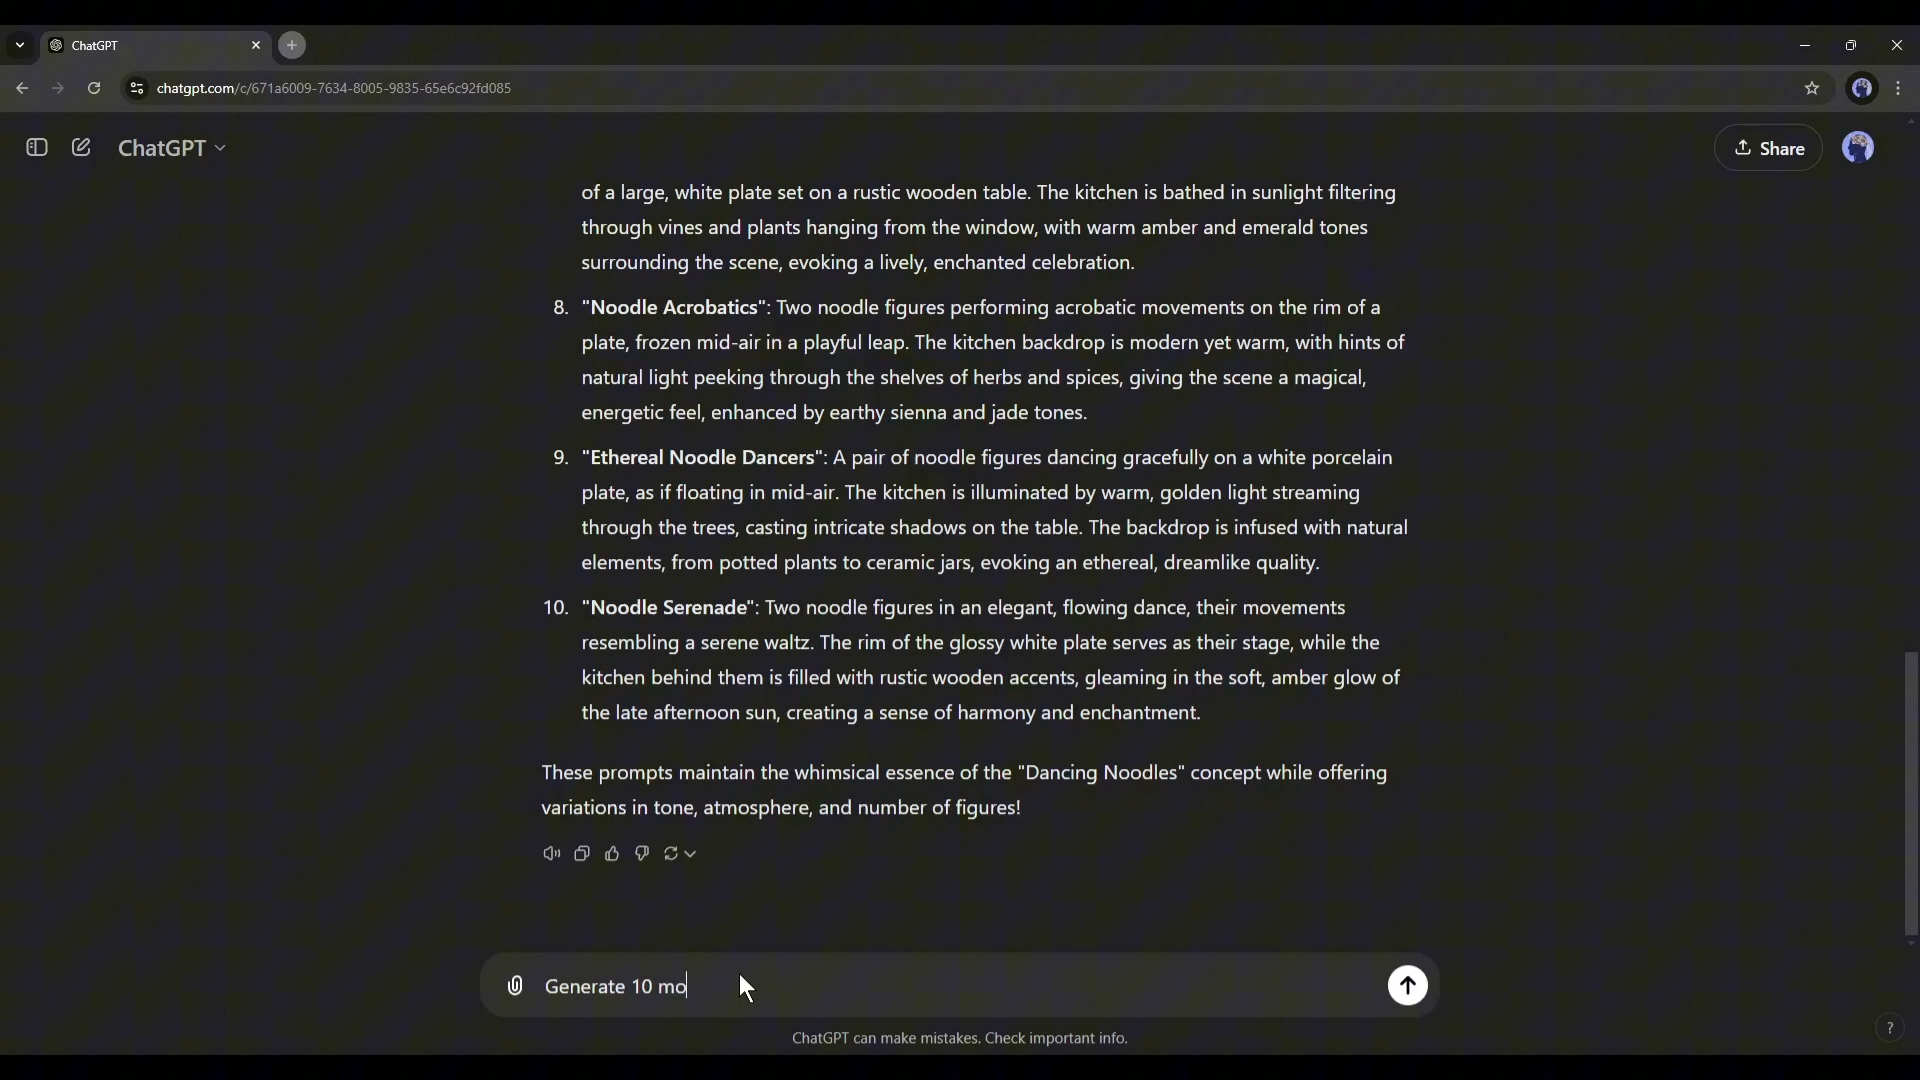 ChatGPT
chatgpt.com/c/671a6009-7634-8005-9835-65e6c92fd085
ChatGPT
Share
of a large, white plate set on a rustic wooden table. The kitchen is bathed in sunlight filtering
through vines and plants hanging from the window, with warm amber and emerald tones
surrounding the scene, evoking a lively, enchanted celebration.
8. "Noodle Acrobatics": Two noodle figures performing acrobatic movements on the rim of a
plate, frozen mid-air in a playful leap. The kitchen backdrop is modern yet warm, with hints of
natural light peeking through the shelves of herbs and spices, giving the scene a magical,
energetic feel, enhanced by earthy sienna and jade tones.
9. "Ethereal Noodle Dancers": A pair of noodle figures dancing gracefully on a white porcelain
plate, as if floating in mid-air. The kitchen is illuminated by warm, golden light streaming
through the trees, casting intricate shadows on the table. The backdrop is infused with natural
elements, from potted plants to ceramic jars, evoking an ethereal, dreamlike quality.
10. "Noodle Serenade": Two noodle figures in an elegant, flowing dance, their movements
resembling a serene waltz. The rim of the glossy white plate serves as their stage, while the
kitchen behind them is filled with rustic wooden accents, gleaming in the soft, amber glow of
the late afternoon sun, creating a sense of harmony and enchantment.
These prompts maintain the whimsical essence of the "Dancing Noodles" concept while offering
variations in tone, atmosphere, and number of figures!
Generate 10 mo
ChatGPT can make mistakes. Check important info.
?